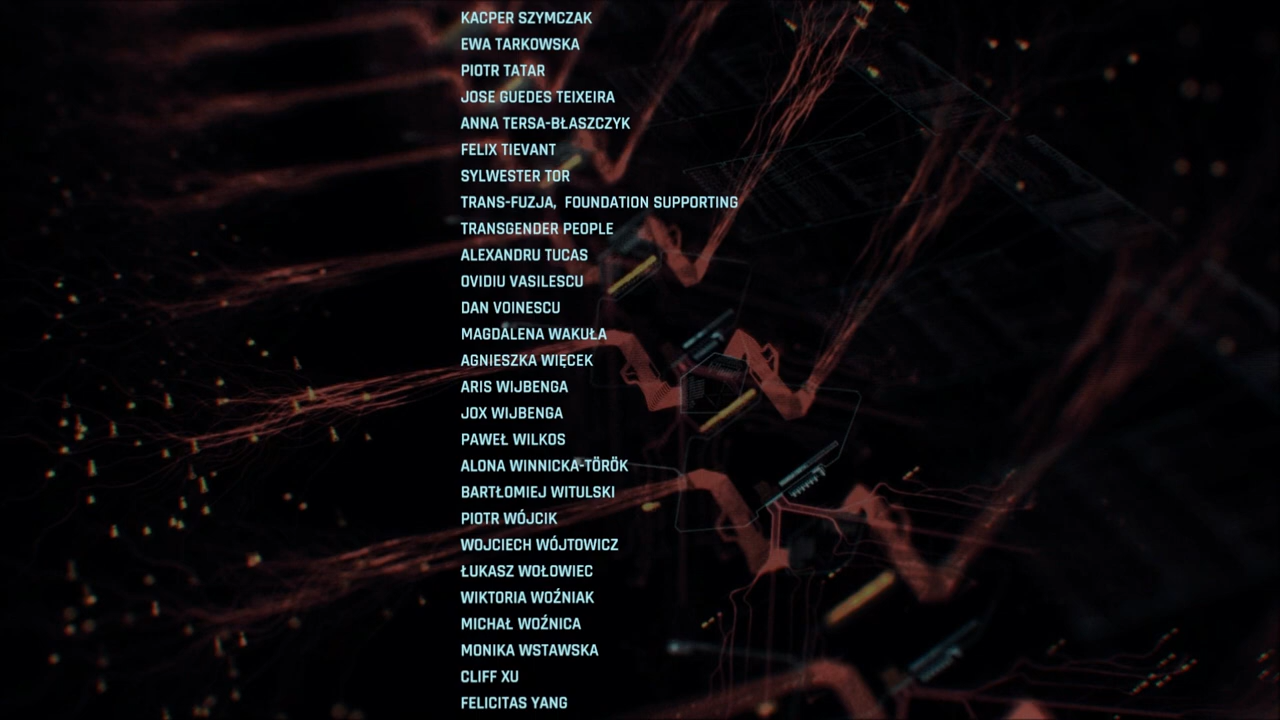 KACPER SZYMCZAK
EWA TARKOWSKA
PIOTR TATAR
JOSE GUEDES TEIXEIRA
ANNA TERSA-BŁASZCZYK
FELIX TIEVANT
SYLWESTER TOR
TRANS-FUZJA, FOUNDATION SUPPORTING
TRANSGENDER PEOPLE
ALEXANDRU TUCAS
OVIDIU VASILESCU
DAN VOINESCU
MAGDALENA WAKUŁA
AGNIESZKA WIĘCEK
ARIS WIJBENGA
JOX WIJBENGA
PAWEŁ WILKOS
ALONA WINNICKA-TÖRÖK
BARTŁOMIEJ WITULSKI
PIOTR WÓJCIK
WOJCIECH WÓJTOWICZ
ŁUKASZ WOŁOWIEC
WIKTORIA WOŹNIAK
MICHAŁ WOŹNICA
MONIKA WSTAWSKA
CLIFF XU
FELICITAS YANG